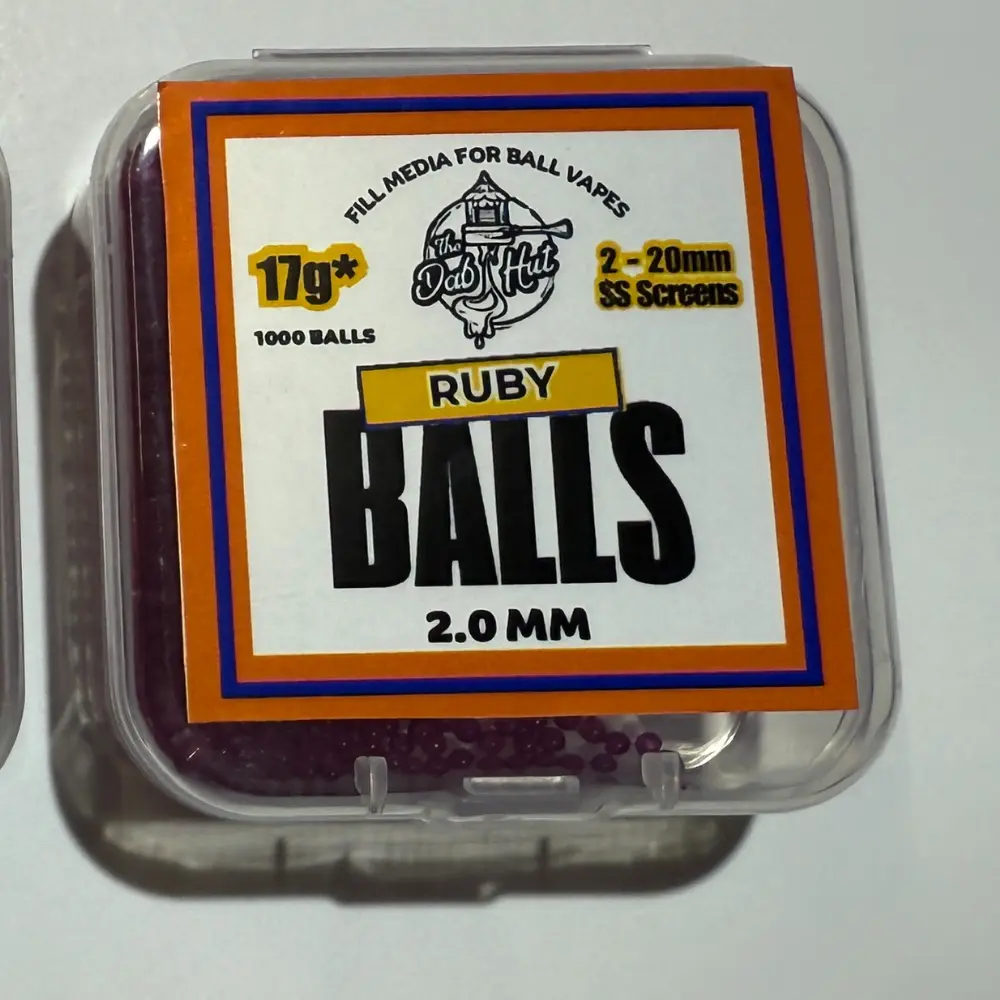 FILL MEDIA FOR BALL VAPES
The
Dab Hut
17g*
1000 BALLS
2 - 20mm
SS Screens
RUBY
BALLS
2.0 MM